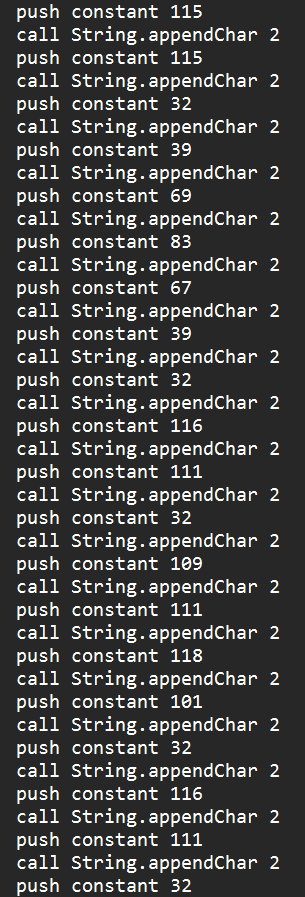 push constant 115
call String.appendChar 2
push constant 115
call String.appendChar 2
push constant 32
call String.appendChar 2
push constant 39
call String.appendChar 2
push constant 69
call String.appendChar 2
push constant 83
call String.appendChar 2
push constant 67
call String.appendChar 2
push constant 39
call String.appendChar 2
push constant 32
call String.appendChar 2
push constant 116
call String.appendChar 2
push constant 111
call String.appendChar 2
push constant 32
call String.appendChar 2
push constant 109
call String.appendChar 2
push constant 111
call String.appendChar 2
push constant 118
call String.appendChar 2
push constant 101
call String.appendChar 2
push constant 32
call String.appendChar 2
push constant 116
call String.appendChar 2
push constant 111
call String.appendChar 2
push constant 32